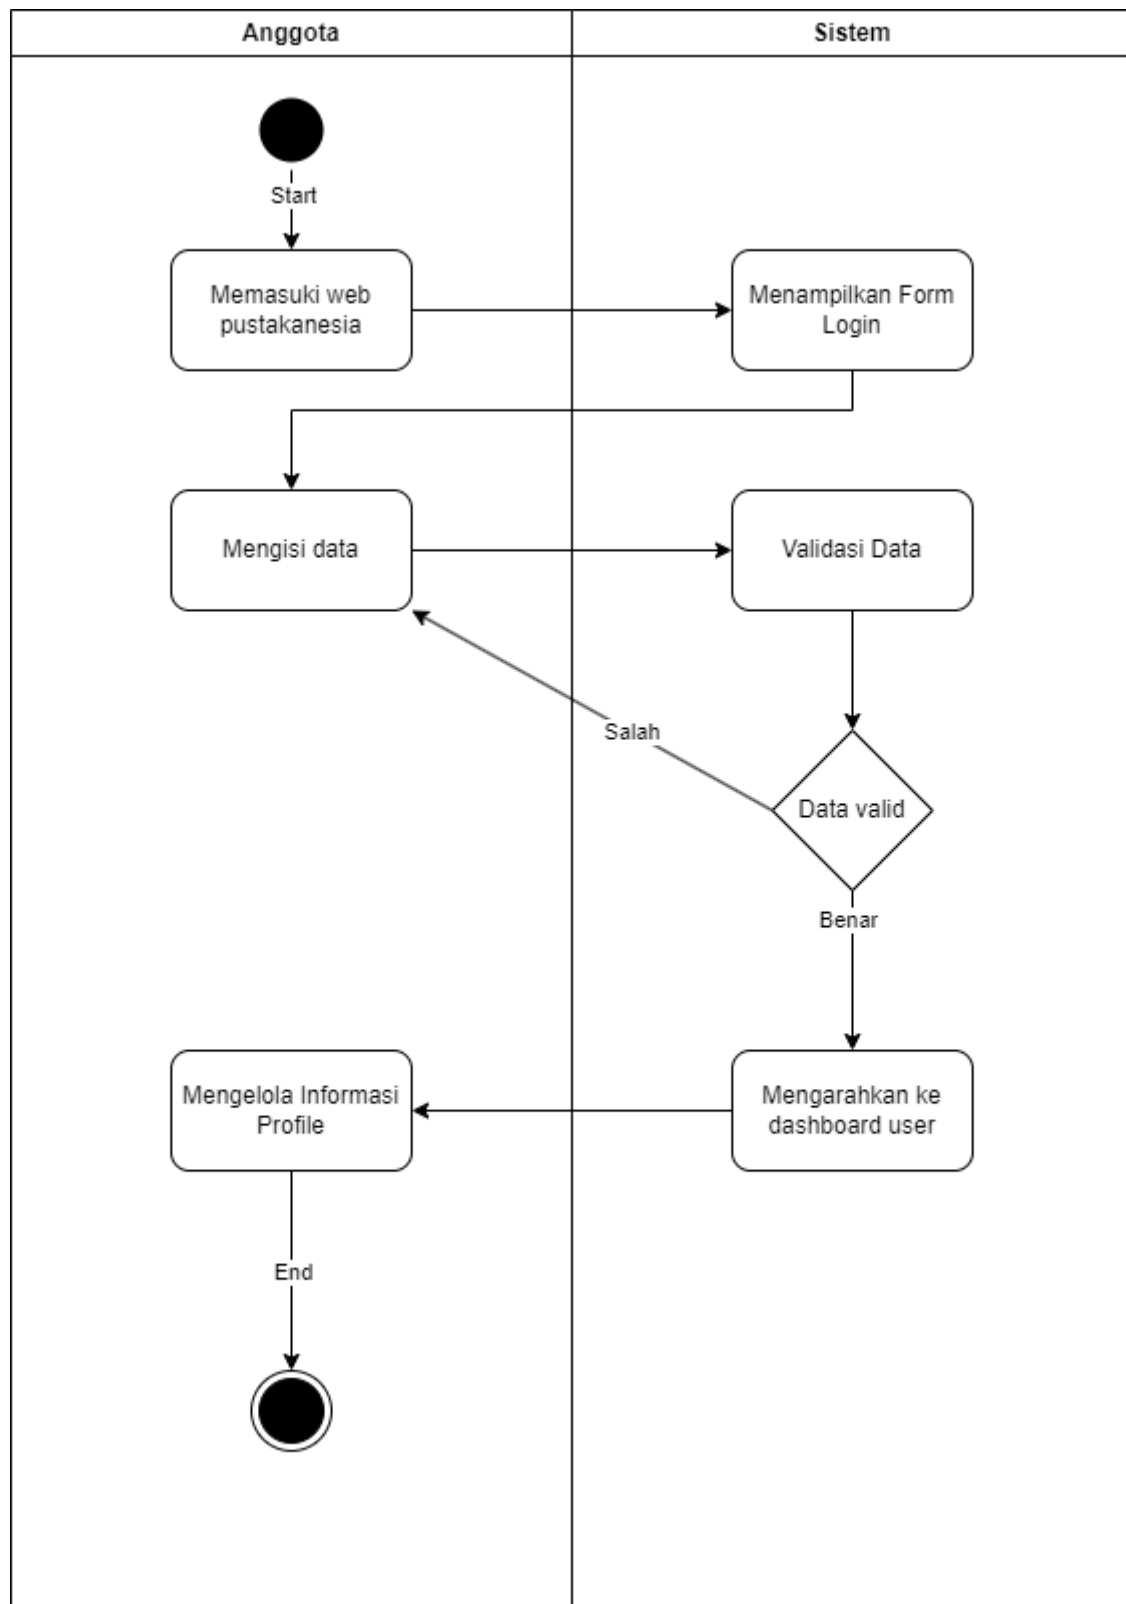 Anggota
Sistem
Start
Memasuki web
pustakanesia
Menampilkan Form
Login
Mengisi data
Validasi Data
Salah
Data valid
Benar
Mengelola Informasi
Profile
Mengarahkan ke
dashboard user
End